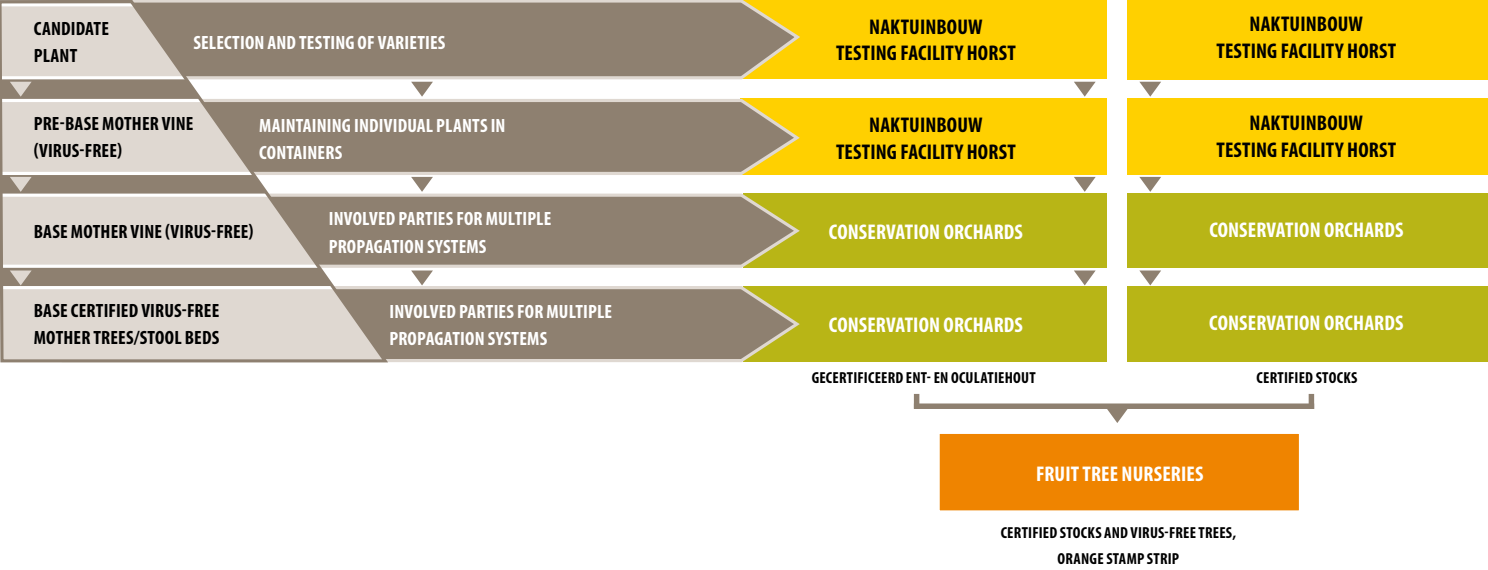 CANDIDATE
PLANT
SELECTION AND TESTING OF VARIETIES
NAKTUINBOUW
TESTING FACILITY HORST
NAKTUINBOUW
TESTING FACILITY HORST
PRE-BASE MOTHER VINE
(VIRUS-FREE)
MAINTAINING INDIVIDUAL PLANTS IN
CONTAINERS
NAKTUINBOUW
TESTING FACILITY HORST
NAKTUINBOUW
TESTING FACILITY HORST
BASE MOTHER VINE (VIRUS-FREE)
INVOLVED PARTIES FOR MULTIPLE
PROPAGATION SYSTEMS
CONSERVATION ORCHARDS
CONSERVATION ORCHARDS
BASE CERTIFIED VIRUS-FREE
MOTHER TREES/STOOL BEDS
INVOLVED PARTIES FOR MULTIPLE
PROPAGATION SYSTEMS
CONSERVATION ORCHARDS
CONSERVATION ORCHARDS
GECERTIFICEERD ENT- EN OCULATIEHOUT
CERTIFIED STOCKS
FRUIT TREE NURSERIES
CERTIFIED STOCKS AND VIRUS-FREE TREES,
ORANGE STAMP STRIP